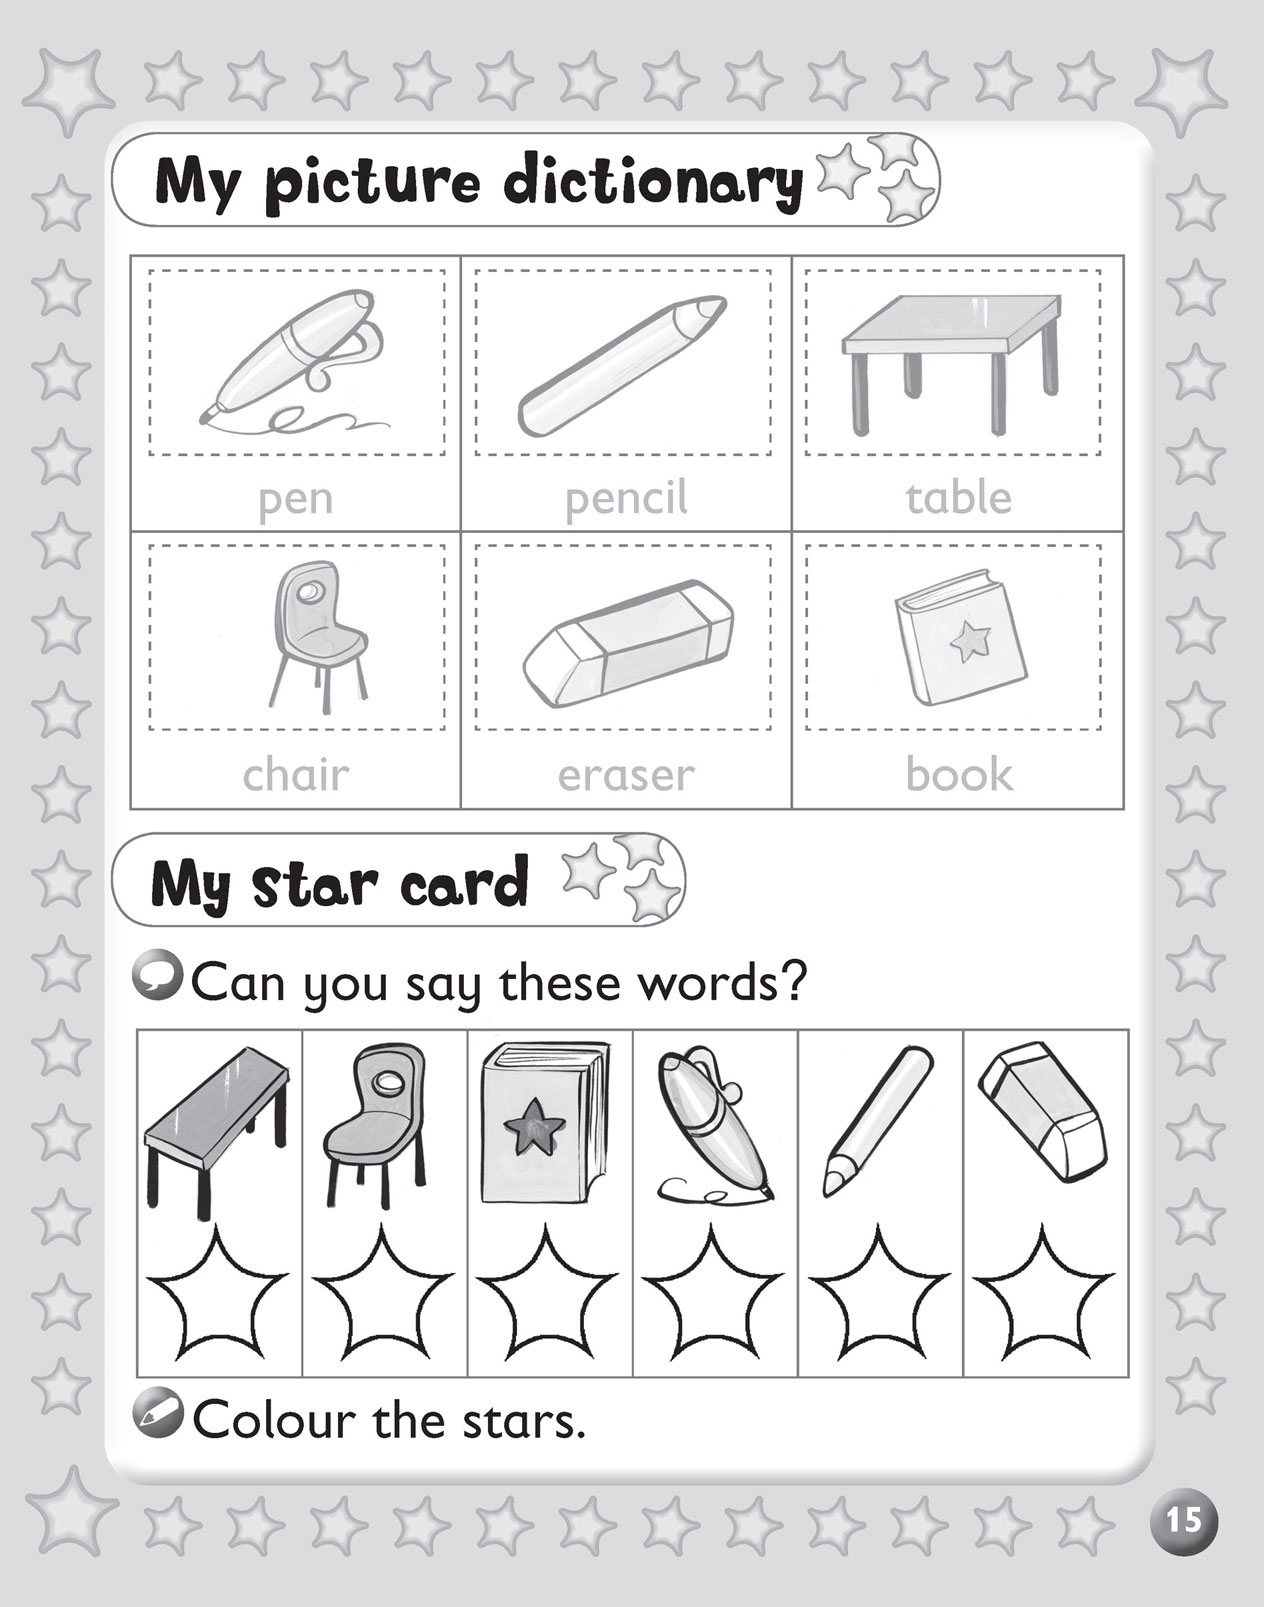 My picture dictionary
pen pencil table
chair eraser book
My star card
Can you say these words?
Colour the stars.
15